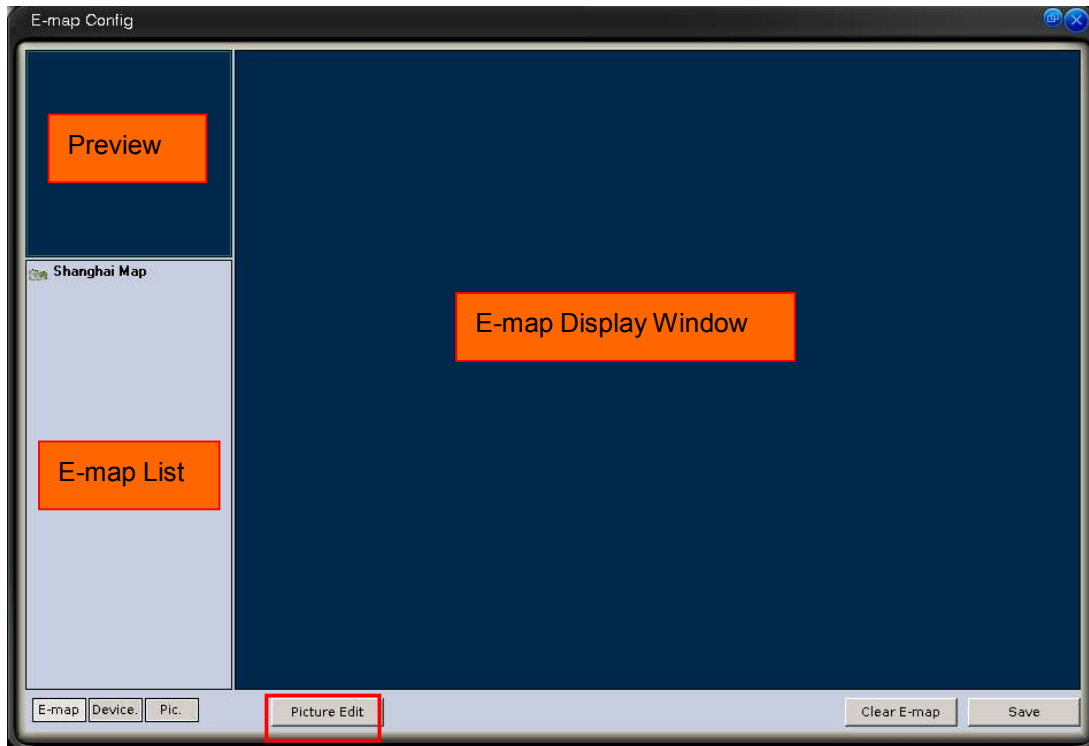 E-map Config
Preview
Shanghai Map
E-map Display Window
E-map List
E-map Device. Pic. Picture Edit Clear E-map Save